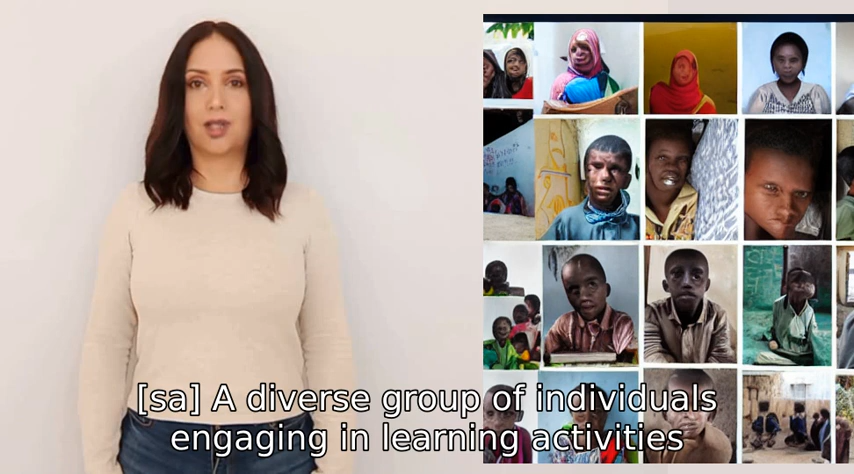 [sa] A diverse group of individuals
engaging in learning activities